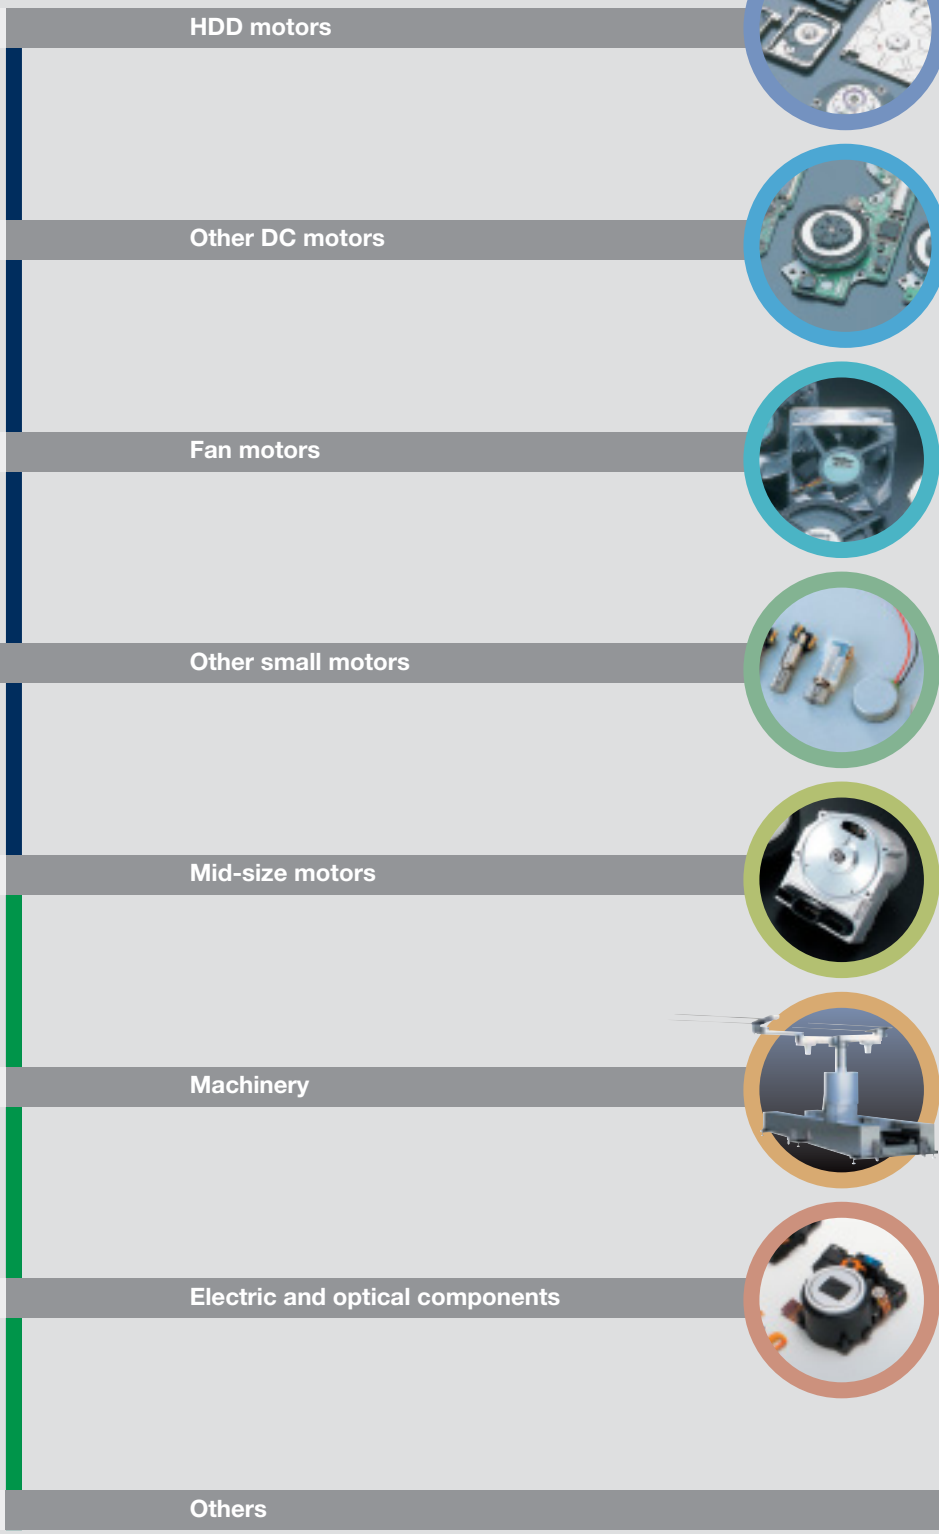 HDD motors
Other DC motors
Fan motors
Other small motors
Mid-size motors
Machinery
Electric and optical components
Others